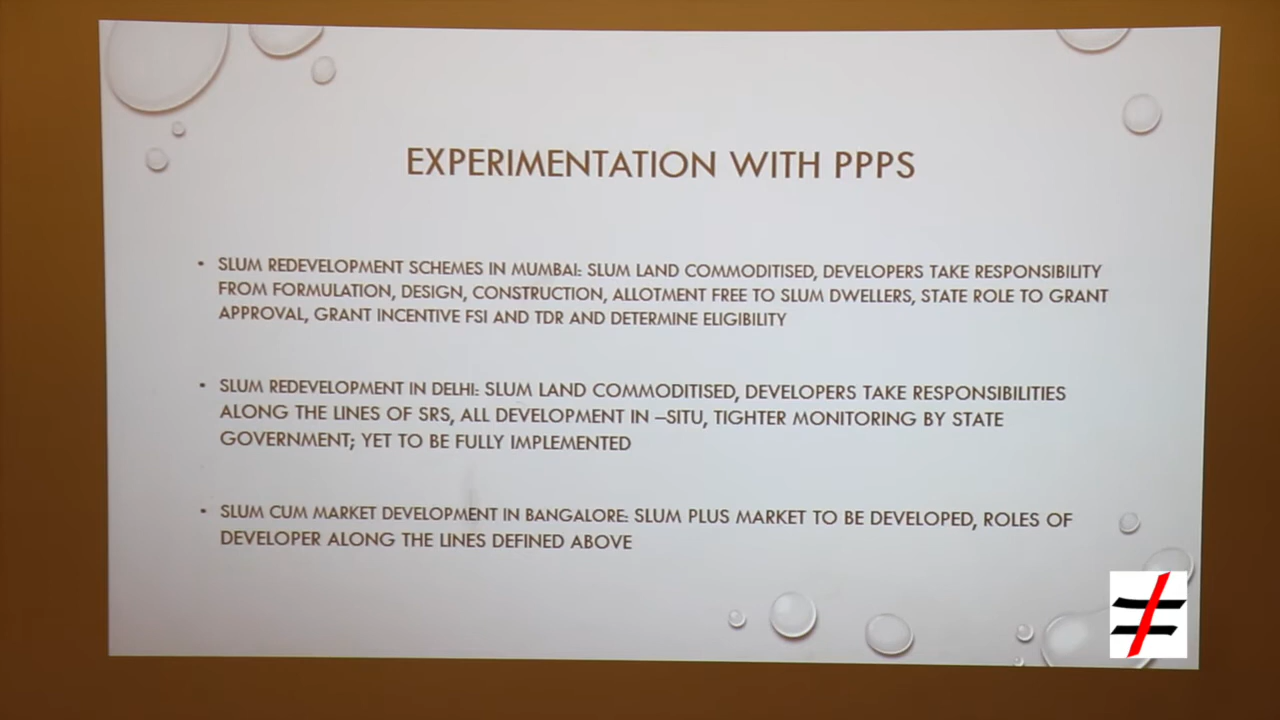 EXPERIMENTATION WITH PPPS
• SLUM REDEVELOPMENT SCHEMES IN MUMBAI: SLUM LAND COMMODITISED, DEVELOPERS TAKE RESPONSIBILITY
FROM FORMULATION, DESIGN, CONSTRUCTION, ALLOTMENT FREE TO SLUM DWELLERS, STATE ROLE TO GRANT
APPROVAL, GRANT INCENTIVE FSI AND TDR AND DETERMINE ELIGIBILITY
• SLUM REDEVELOPMENT IN DELHI: SLUM LAND COMMODITISED, DEVELOPERS TAKE RESPONSIBILITIES
ALONG THE LINES OF SRS, ALL DEVELOPMENT IN –SITU, TIGHTER MONITORING BY STATE
GOVERNMENT; YET TO BE FULLY IMPLEMENTED
• SLUM CUM MARKET DEVELOPMENT IN BANGALORE: SLUM PLUS MARKET TO BE DEVELOPED, ROLES OF
DEVELOPER ALONG THE LINES DEFINED ABOVE